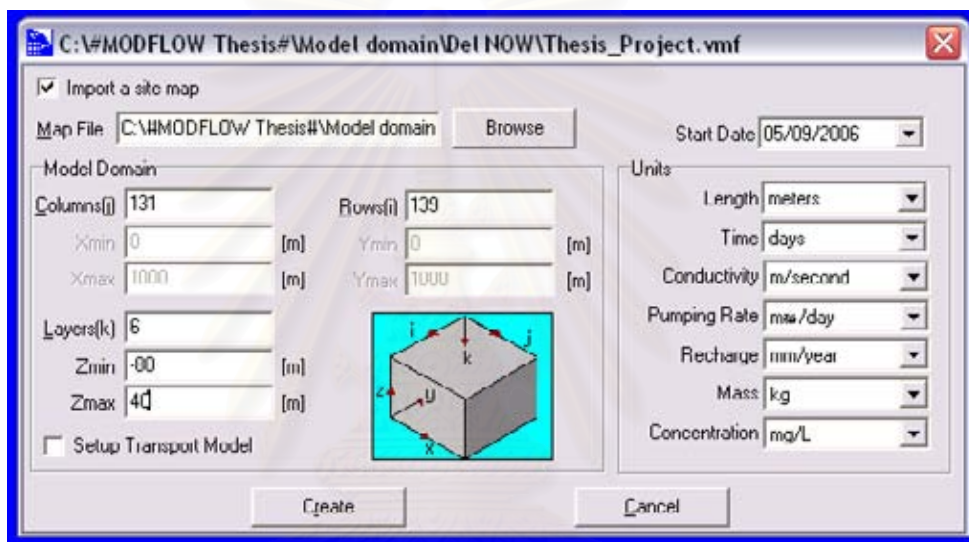 C:\#MODFLOW Thesis#\Model domain\Del NOW\Thesis_Project.vmf
Import a site map
Map File C:\#MODFLOW Thesis#\Model domain Browse
Start Date 05/09/2006
Model Domain
Columns(j) 131 Rows(i)
Xmin 0 [m] Ymin 0 [m]
Xmax 1000 [m] Ymax 1000 [m]
Layers(k) 6
Zmin [m]
Zmax 40 [m]
Setup Transport Model
i j k z y x
Units
Length meters
Time days
Conductivity m/second
Pumping Rate /day
Recharge mm/year
Mass kg
Concentration mg/L
Create Cancel